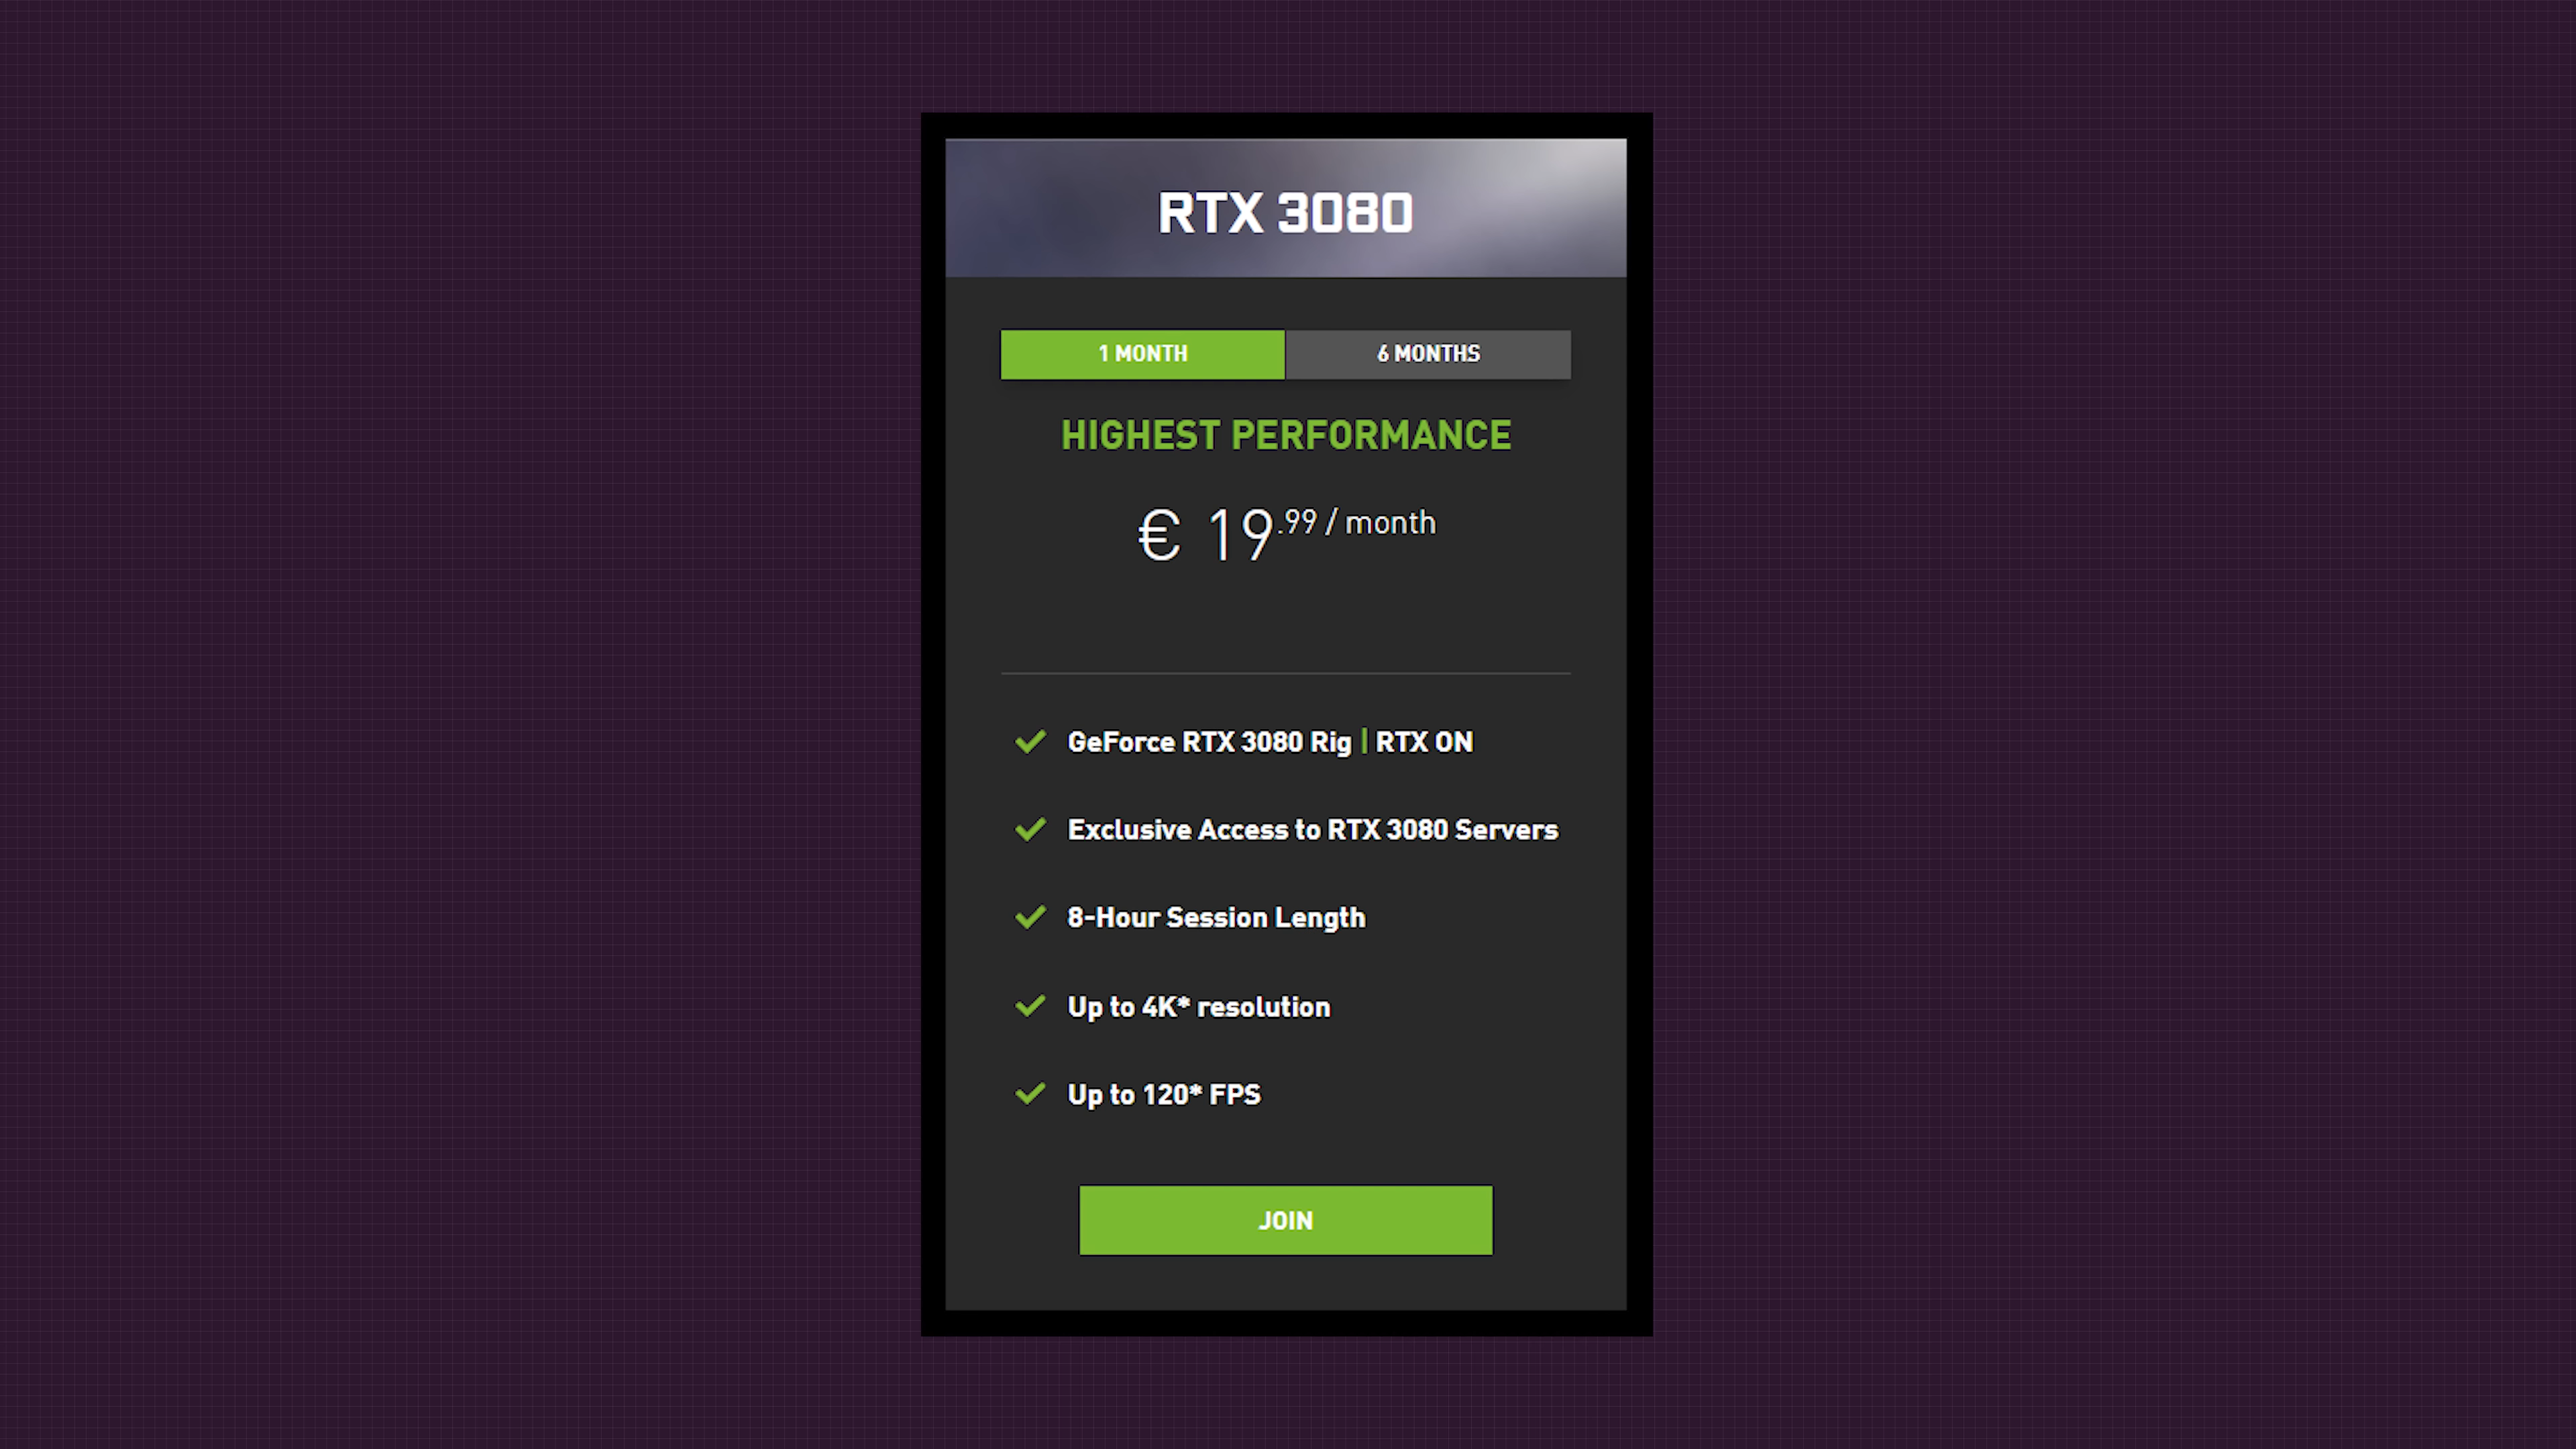 RTX 3080
1 MONTH
6 MONTHS
HIGHEST PERFORMANCE
€ 19.99 / month
GeForce RTX 3080 Rig | RTX ON
Exclusive Access to RTX 3080 Servers
8-Hour Session Length
Up to 4K* resolution
Up to 120* FPS
JOIN